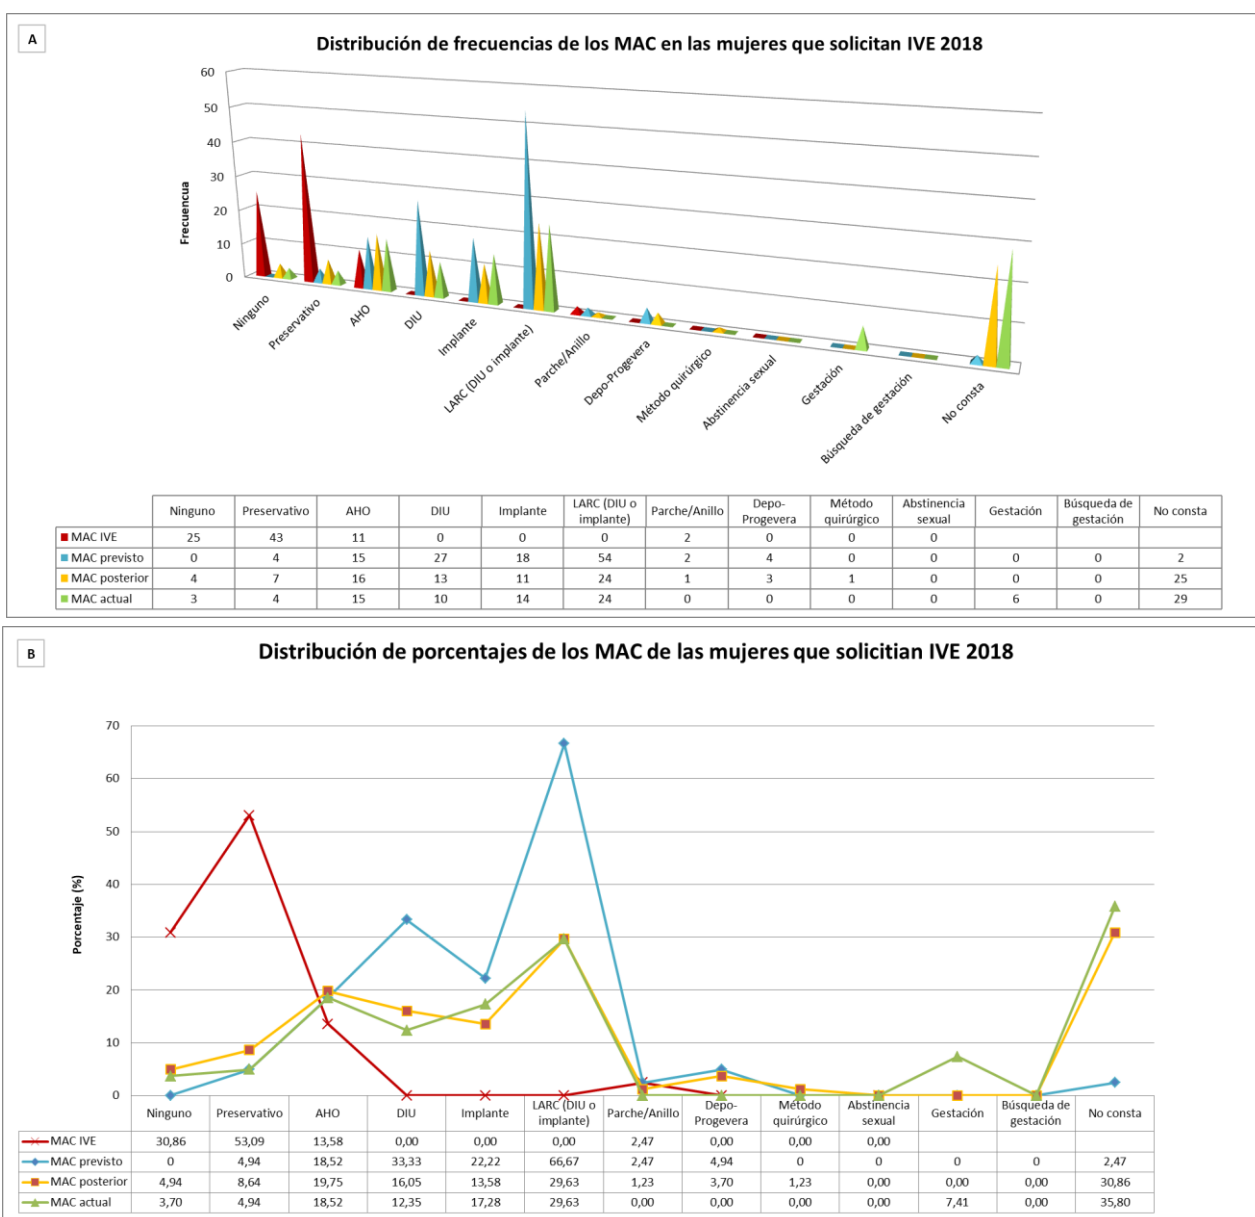 A
Distribución de frecuencias de los MAC en las mujeres que solicitan IVE 2018
60
50
40
30
20
10
0
Frecuencua
Ninguno
Preservativo
AHO
DIU
Implante
LARC (DIU o implante)
Parche/Anillo
Depo-Progevera
Método quirúrgico
Abstinencia sexual
Gestación
Búsqueda de gestación
No consta
Ninguno Preservativo AHO DIU Implante LARC (DIU o implante) Parche/Anillo Depo-Progevera Método quirúrgico Abstinencia sexual Gestación Búsqueda de gestación No consta
MAC IVE 25 43 11 0 0 0 2 0 0 0
MAC previsto 0 4 15 27 18 54 2 4 0 0 0 0 2
MAC posterior 4 7 16 13 11 24 1 3 1 0 0 0 25
MAC actual 3 4 15 10 14 24 0 0 0 0 6 0 29
B
Distribución de porcentajes de los MAC de las mujeres que solicitian IVE 2018
70
60
50
40
30
20
10
0
Porcentaje (%)
Ninguno Preservativo AHO DIU Implante LARC (DIU o implante) Parche/Anillo Depo-Progevera Método quirúrgico Abstinencia sexual Gestación Búsqueda de gestación No consta
MAC IVE 30,86 53,09 13,58 0,00 0,00 0,00 2,47 0,00 0,00 0,00
MAC previsto 0 4,94 18,52 33,33 22,22 66,67 2,47 4,94 0 0 0 0 2,47
MAC posterior 4,94 8,64 19,75 16,05 13,58 29,63 1,23 3,70 1,23 0,00 0,00 0,00 30,86
MAC actual 3,70 4,94 18,52 12,35 17,28 29,63 0,00 0,00 0,00 0,00 7,41 0,00 35,80